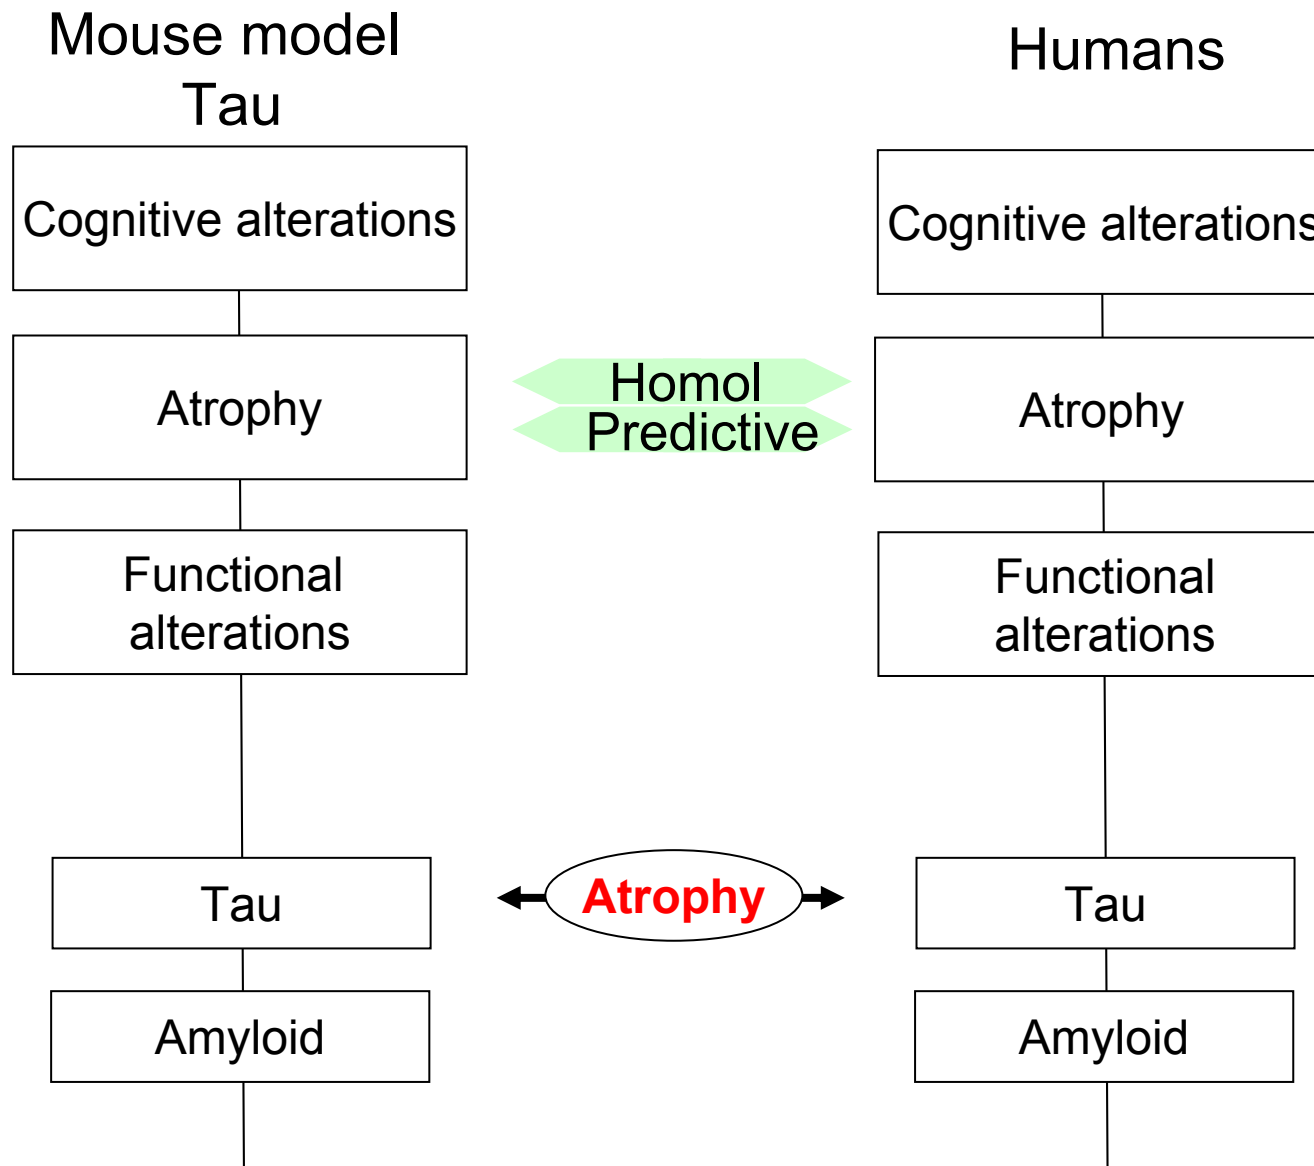 Mouse model
Tau
Humans
Cognitive alterations
Cognitive alterations
Atrophy
Homol
Predictive
Atrophy
Functional
alterations
Functional
alterations
Tau
Atrophy
Tau
Amyloid
Amyloid